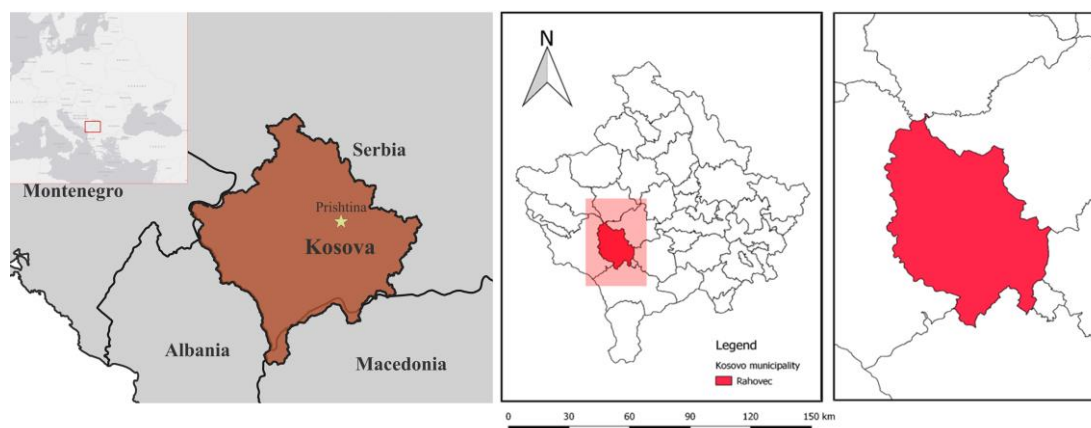 Serbia
Montenegro
Prishtina
Kosova
Albania
Macedonia
N
Legend
Kosovo municipality
Rahovec
0 30 60 90 120 150 km